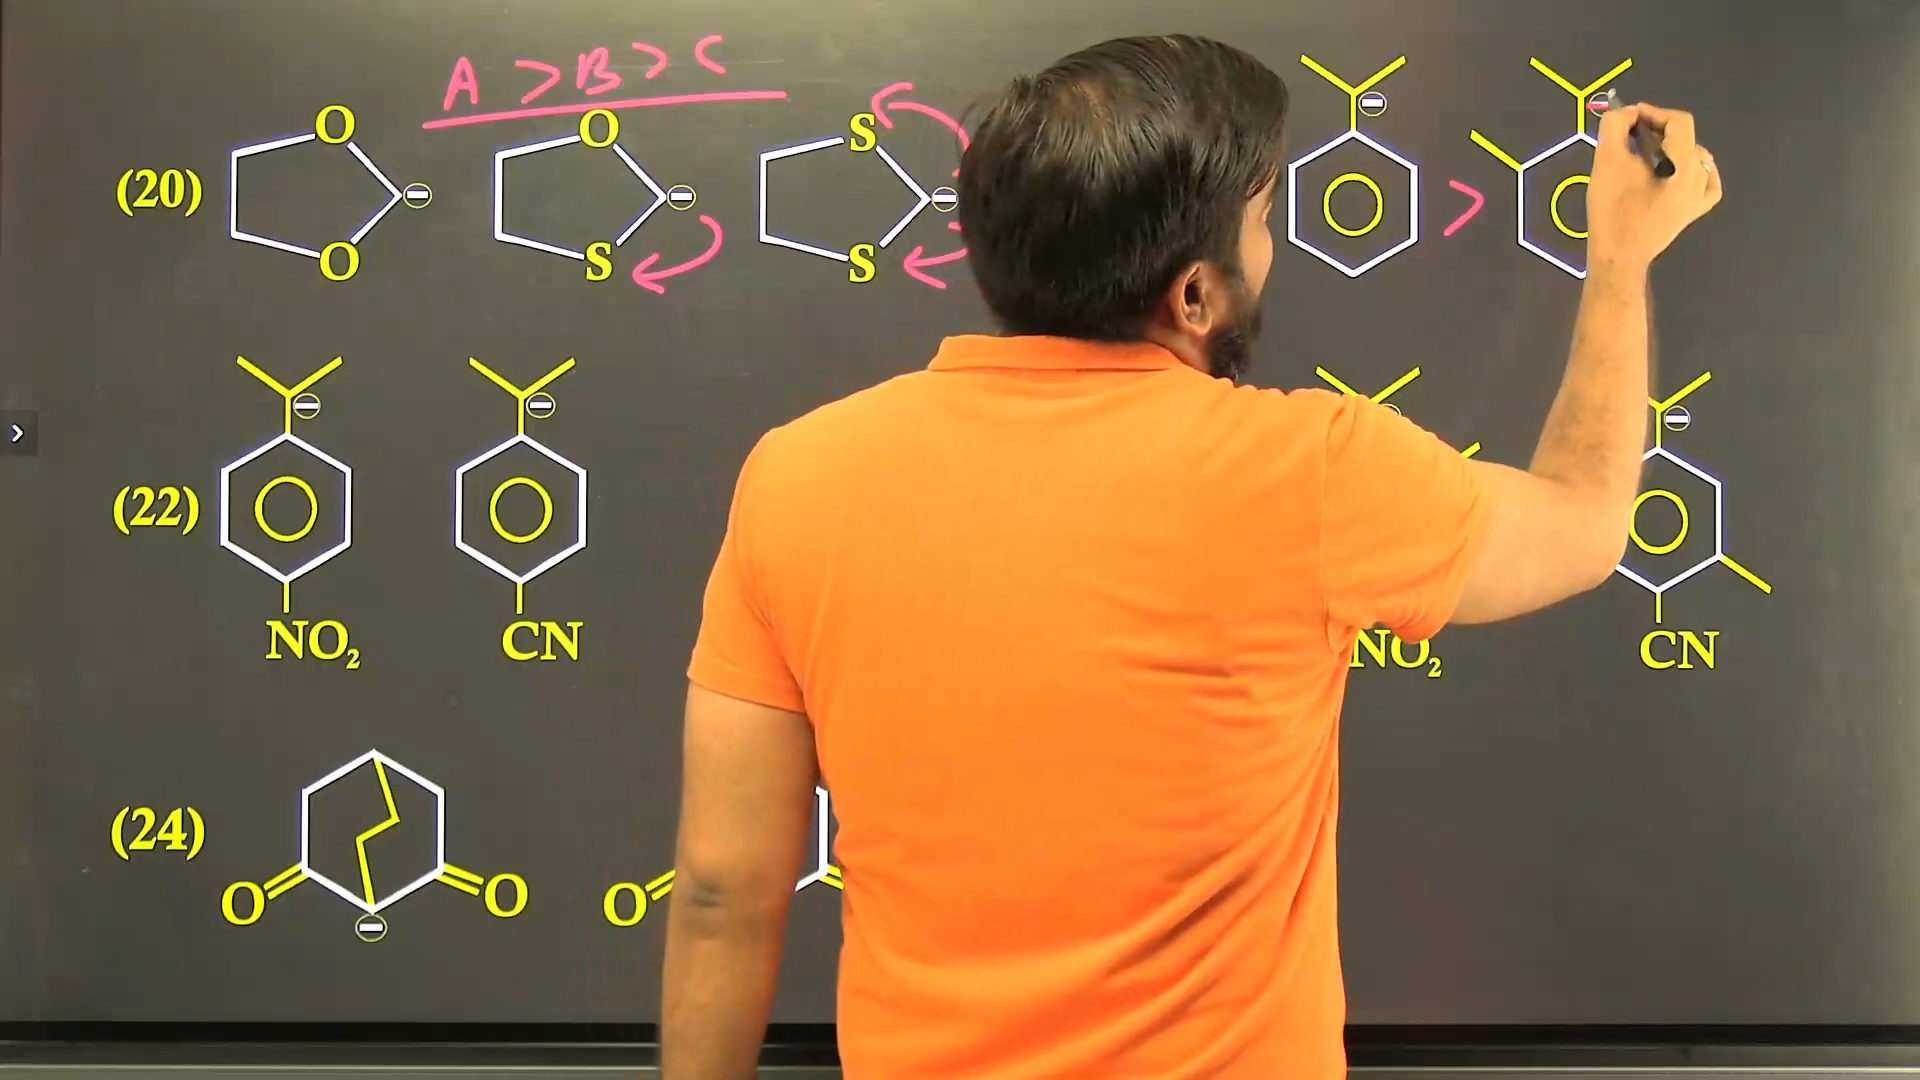 A > B > C
(20) O O O S S S >
(22) NO₂ CN NO₂ CN
(24) O O O